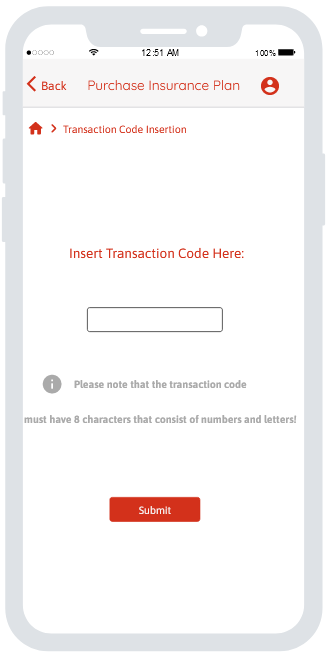 12:51 AM
100%
Back
Purchase Insurance Plan
Transaction Code Insertion
Insert Transaction Code Here:
Please note that the transaction code
must have 8 characters that consist of numbers and letters!
Submit